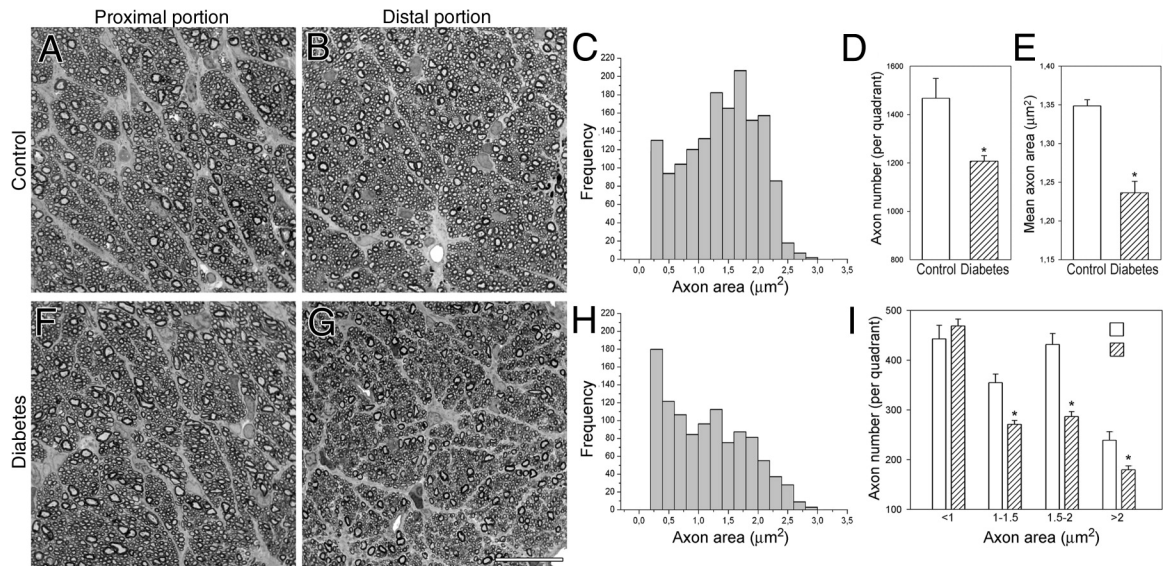 Proximal portion
Distal portion
Control
Diabetes
A
B
C
Frequency
220
200
180
160
140
120
100
80
60
40
20
0
0,0 0,5 1,0 1,5 2,0 2,5 3,0 3,5
Axon area (μm²)
D
Axon number (per quadrant)
1600
1400
1200
1000
800
*
Control Diabetes
E
Mean axon area (μm²)
1,40
1,35
1,30
1,25
1,20
1,15
*
Control Diabetes
F
G
H
Frequency
220
200
180
160
140
120
100
80
60
40
20
0
0,0 0,5 1,0 1,5 2,0 2,5 3,0 3,5
Axon area (μm²)
I
Axon number (per quadrant)
500
400
300
200
100
* * *
<1 1-1.5 1.5-2 >2
Axon area (μm²)